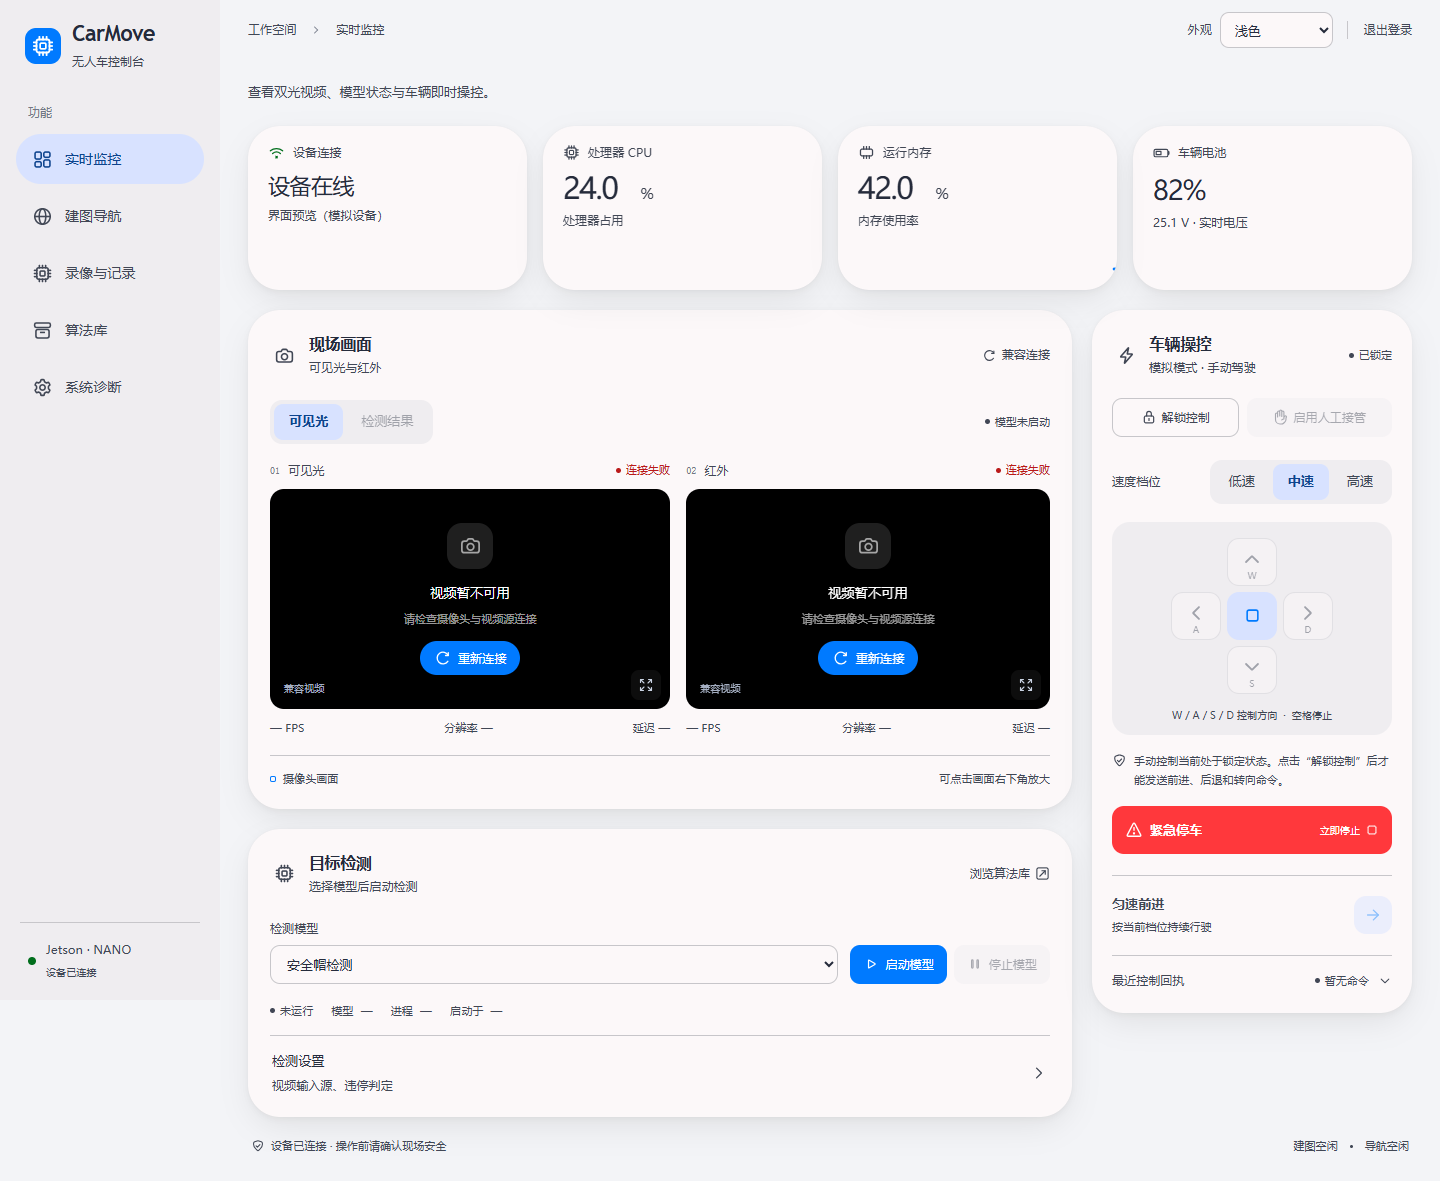 CarMove
无人车控制台
功能
实时监控
建图导航
录像与记录
算法库
系统诊断
Jetson · NANO
设备已连接
工作空间 > 实时监控
外观 浅色 退出登录
查看双光视频、模型状态与车辆即时操控。
设备连接
设备在线
界面预览（模拟设备）
处理器 CPU
24.0 %
处理器占用
运行内存
42.0 %
内存使用率
车辆电池
82%
25.1 V · 实时电压
现场画面
可见光与红外
兼容连接
可见光 检测结果
模型未启动
01 可见光 连接失败
视频暂不可用
请检查摄像头与视频源连接
重新连接
兼容视频
— FPS 分辨率 — 延迟 —
02 红外 连接失败
视频暂不可用
请检查摄像头与视频源连接
重新连接
兼容视频
— FPS 分辨率 — 延迟 —
摄像头画面 可点击画面右下角放大
目标检测
选择模型后启动检测
浏览算法库
检测模型
安全帽检测 启动模型 停止模型
未运行 模型 — 进程 — 启动于 —
检测设置
视频输入源、违停判定
车辆操控
模拟模式 · 手动驾驶
已锁定
解锁控制 启用人工接管
速度档位 低速 中速 高速
W
A D
S
W / A / S / D 控制方向 · 空格停止
手动控制当前处于锁定状态。点击“解锁控制”后才
能发送前进、后退和转向命令。
紧急停车 立即停止
匀速前进
按当前档位持续行驶
最近控制回执 暂无命令
设备已连接 · 操作前请确认现场安全
建图空闲 • 导航空闲